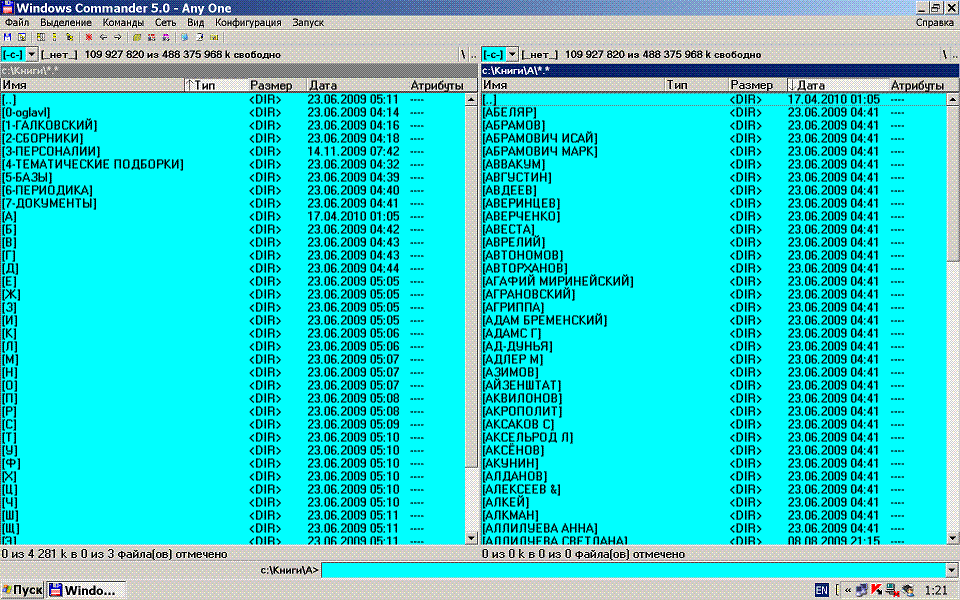 Windows Commander 5.0 - Any One
Файл Выделение Команды Сеть Вид Конфигурация Запуск Справка
[-c-] [_нет_] 109 927 820 из 488 375 968 k свободно \ ..
c:\Книги\*.*
Имя Тип Размер Дата Атрибуты
[..] <DIR> 23.06.2009 05:11 ----
[0-oglavl] <DIR> 23.06.2009 04:14 ----
[1-ГАЛКОВСКИЙ] <DIR> 23.06.2009 04:16 ----
[2-СБОРНИКИ] <DIR> 23.06.2009 04:18 ----
[3-ПЕРСОНАЛИИ] <DIR> 14.11.2009 07:42 ----
[4-ТЕМАТИЧЕСКИЕ ПОДБОРКИ] <DIR> 23.06.2009 04:32 ----
[5-БАЗЫ] <DIR> 23.06.2009 04:39 ----
[6-ПЕРИОДИКА] <DIR> 23.06.2009 04:40 ----
[7-ДОКУМЕНТЫ] <DIR> 23.06.2009 04:41 ----
[А] <DIR> 17.04.2010 01:05 ----
[Б] <DIR> 23.06.2009 04:42 ----
[В] <DIR> 23.06.2009 04:43 ----
[Г] <DIR> 23.06.2009 04:43 ----
[Д] <DIR> 23.06.2009 04:44 ----
[Е] <DIR> 23.06.2009 05:05 ----
[Ж] <DIR> 23.06.2009 05:05 ----
[З] <DIR> 23.06.2009 05:05 ----
[И] <DIR> 23.06.2009 05:05 ----
[К] <DIR> 23.06.2009 05:06 ----
[Л] <DIR> 23.06.2009 05:06 ----
[М] <DIR> 23.06.2009 05:07 ----
[Н] <DIR> 23.06.2009 05:07 ----
[О] <DIR> 23.06.2009 05:07 ----
[П] <DIR> 23.06.2009 05:08 ----
[Р] <DIR> 23.06.2009 05:08 ----
[С] <DIR> 23.06.2009 05:09 ----
[Т] <DIR> 23.06.2009 05:10 ----
[У] <DIR> 23.06.2009 05:10 ----
[Ф] <DIR> 23.06.2009 05:10 ----
[Х] <DIR> 23.06.2009 05:10 ----
[Ц] <DIR> 23.06.2009 05:10 ----
[Ч] <DIR> 23.06.2009 05:10 ----
[Ш] <DIR> 23.06.2009 05:11 ----
[Щ] <DIR> 23.06.2009 05:11 ----
[Э] <DIR> 23.06.2009 05:11 ----
0 из 4 281 k в 0 из 3 файла(ов) отмечено
[-c-] [_нет_] 109 927 820 из 488 375 968 k свободно \ ..
c:\Книги\А\*.*
Имя Тип Размер Дата Атрибуты
[..] <DIR> 17.04.2010 01:05 ----
[АБЕЛЯР] <DIR> 23.06.2009 04:41 ----
[АБРАМОВ] <DIR> 23.06.2009 04:41 ----
[АБРАМОВИЧ ИСАЙ] <DIR> 23.06.2009 04:41 ----
[АБРАМОВИЧ МАРК] <DIR> 23.06.2009 04:41 ----
[АВВАКУМ] <DIR> 23.06.2009 04:41 ----
[АВГУСТИН] <DIR> 23.06.2009 04:41 ----
[АВДЕЕВ] <DIR> 23.06.2009 04:41 ----
[АВЕРИНЦЕВ] <DIR> 23.06.2009 04:41 ----
[АВЕРЧЕНКО] <DIR> 23.06.2009 04:41 ----
[АВЕСТА] <DIR> 23.06.2009 04:41 ----
[АВРЕЛИЙ] <DIR> 23.06.2009 04:41 ----
[АВТОНОМОВ] <DIR> 23.06.2009 04:41 ----
[АВТОРХАНОВ] <DIR> 23.06.2009 04:41 ----
[АГАФИЙ МИРИНЕЙСКИЙ] <DIR> 23.06.2009 04:41 ----
[АГРАНОВСКИЙ] <DIR> 23.06.2009 04:41 ----
[АГРИППА] <DIR> 23.06.2009 04:41 ----
[АДАМ БРЕМЕНСКИЙ] <DIR> 23.06.2009 04:41 ----
[АДАМС Г] <DIR> 23.06.2009 04:41 ----
[АД-ДУНЬЯ] <DIR> 23.06.2009 04:41 ----
[АДЛЕР М] <DIR> 23.06.2009 04:41 ----
[АЗИМОВ] <DIR> 23.06.2009 04:41 ----
[АЙЗЕНШТАТ] <DIR> 23.06.2009 04:41 ----
[АКВИЛОНОВ] <DIR> 23.06.2009 04:41 ----
[АКРОПОЛИТ] <DIR> 23.06.2009 04:41 ----
[АКСАКОВ С] <DIR> 23.06.2009 04:41 ----
[АКСЕЛЬРОД Л] <DIR> 23.06.2009 04:41 ----
[АКСЁНОВ] <DIR> 23.06.2009 04:41 ----
[АКУНИН] <DIR> 23.06.2009 04:41 ----
[АЛДАНОВ] <DIR> 23.06.2009 04:41 ----
[АЛЕКСЕЕВ &] <DIR> 23.06.2009 04:41 ----
[АЛКЕЙ] <DIR> 23.06.2009 04:41 ----
[АЛКМАН] <DIR> 23.06.2009 04:41 ----
[АЛЛИЛУЕВА АННА] <DIR> 23.06.2009 04:41 ----
[АЛЛИЛУЕВА СВЕТЛАНА] <DIR> 08.08.2009 21:15 ----
0 из 0 k в 0 из 0 файла(ов) отмечено
c:\Книги\А>
Пуск Windo... EN « 1:21